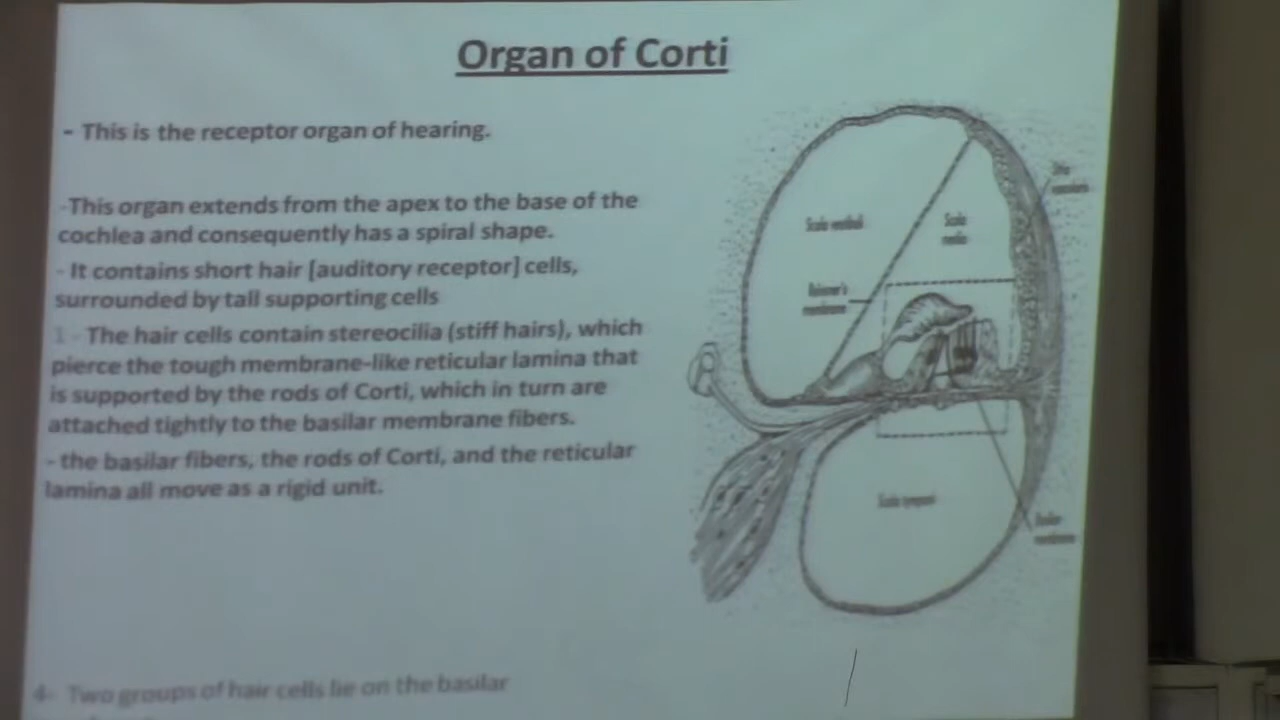 Organ of Corti
- This is the receptor organ of hearing.
-This organ extends from the apex to the base of the
cochlea and consequently has a spiral shape.
- It contains short hair [auditory receptor] cells,
surrounded by tall supporting cells
1 - The hair cells contain stereocilia (stiff hairs), which
pierce the tough membrane-like reticular lamina that
is supported by the rods of Corti, which in turn are
attached tightly to the basilar membrane fibers.
- the basilar fibers, the rods of Corti, and the reticular
lamina all move as a rigid unit.
4- Two groups of hair cells lie on the basilar
Scala vestibuli
Scala
media
Reissner's
membrane
Scala tympani
Basilar
membrane